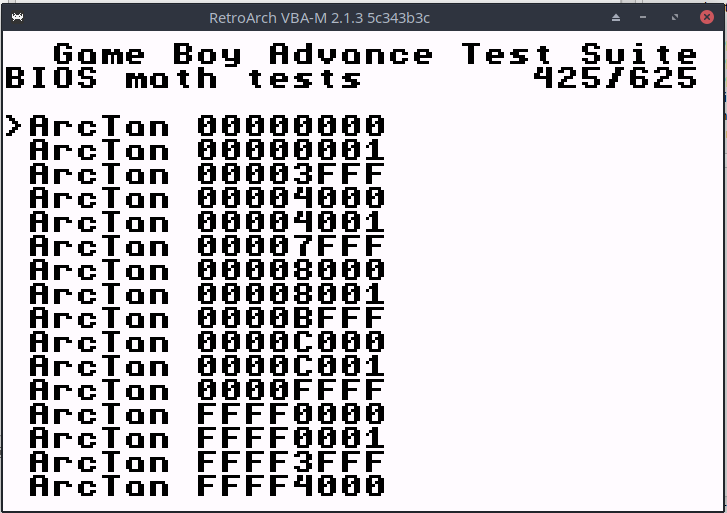 RetroArch VBA-M 2.1.3 5c343b3c
Game Boy Advance Test Suite
BIOS math tests 425/625
>ArcTan 00000000
ArcTan 00000001
ArcTan 00003FFF
ArcTan 00004000
ArcTan 00004001
ArcTan 00007FFF
ArcTan 00008000
ArcTan 00008001
ArcTan 0000BFFF
ArcTan 0000C000
ArcTan 0000C001
ArcTan 0000FFFF
ArcTan FFFF0000
ArcTan FFFF0001
ArcTan FFFF3FFF
ArcTan FFFF4000